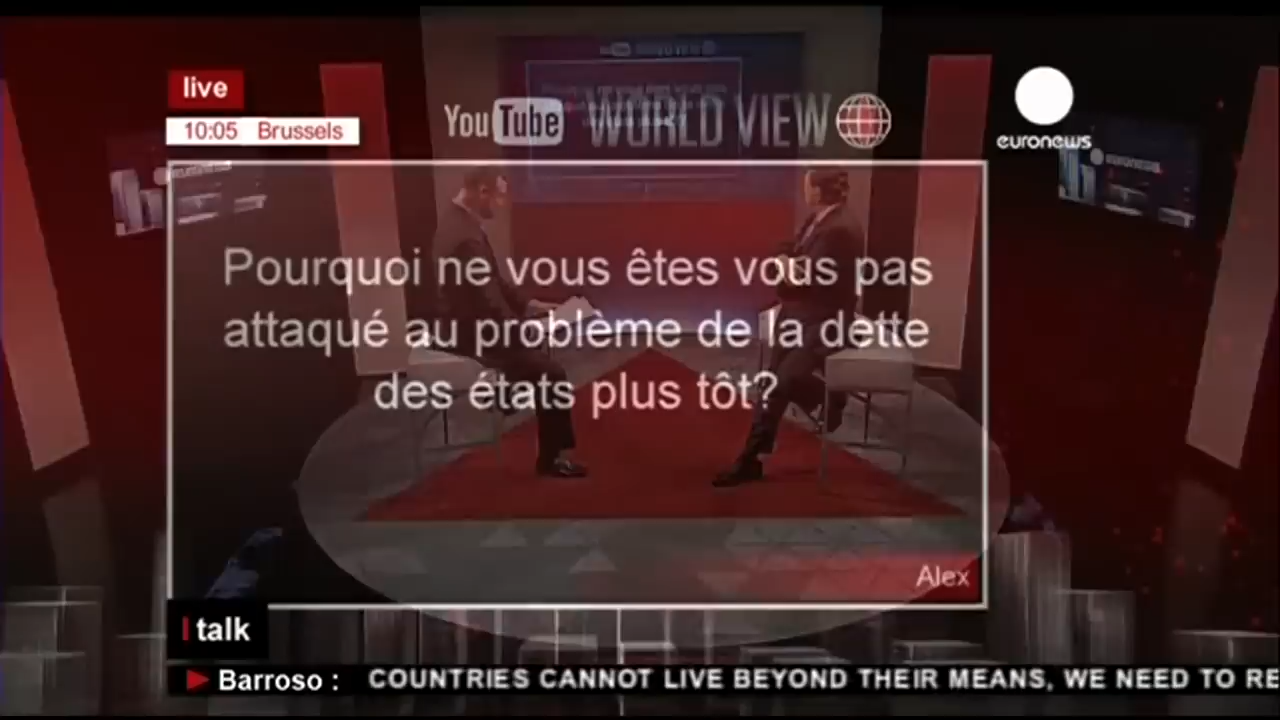 live
10:05 Brussels
YouTube WORLD VIEW
euronews
Pourquoi ne vous êtes vous pas
attaqué au problème de la dette
des états plus tôt?
Alex
I talk
Barroso : COUNTRIES CANNOT LIVE BEYOND THEIR MEANS, WE NEED TO RE